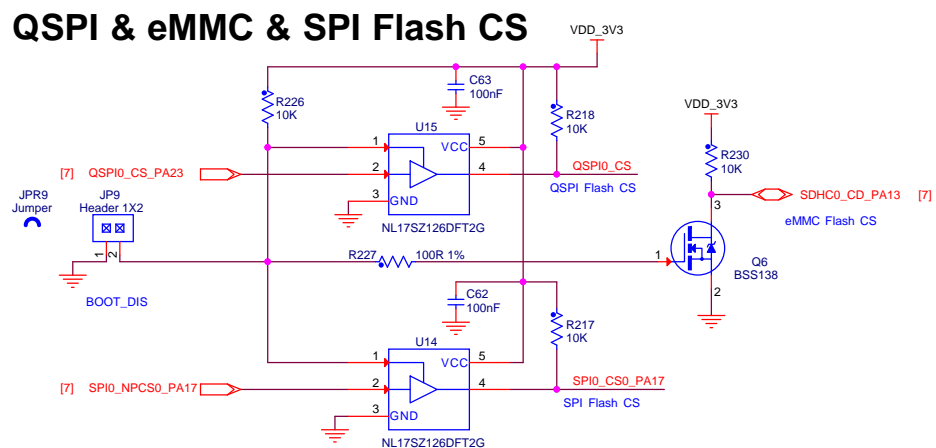 QSPI & eMMC & SPI Flash CS
VDD_3V3
C63
100nF
R226
10K
R218
10K
VDD_3V3
U15
1
VCC
5
R230
10K
[7] QSPI0_CS_PA23
2
4
QSPI0_CS
QSPI Flash CS
3
GND
NL17SZ126DFT2G
SDHC0_CD_PA13 [7]
eMMC Flash CS
JPR9
Jumper
JP9
Header 1X2
1
2
BOOT_DIS
R227
100R 1%
3
1
2
Q6
BSS138
C62
100nF
R217
10K
U14
1
VCC
5
[7] SPI0_NPCS0_PA17
2
4
SPI0_CS0_PA17
SPI Flash CS
3
GND
NL17SZ126DFT2G